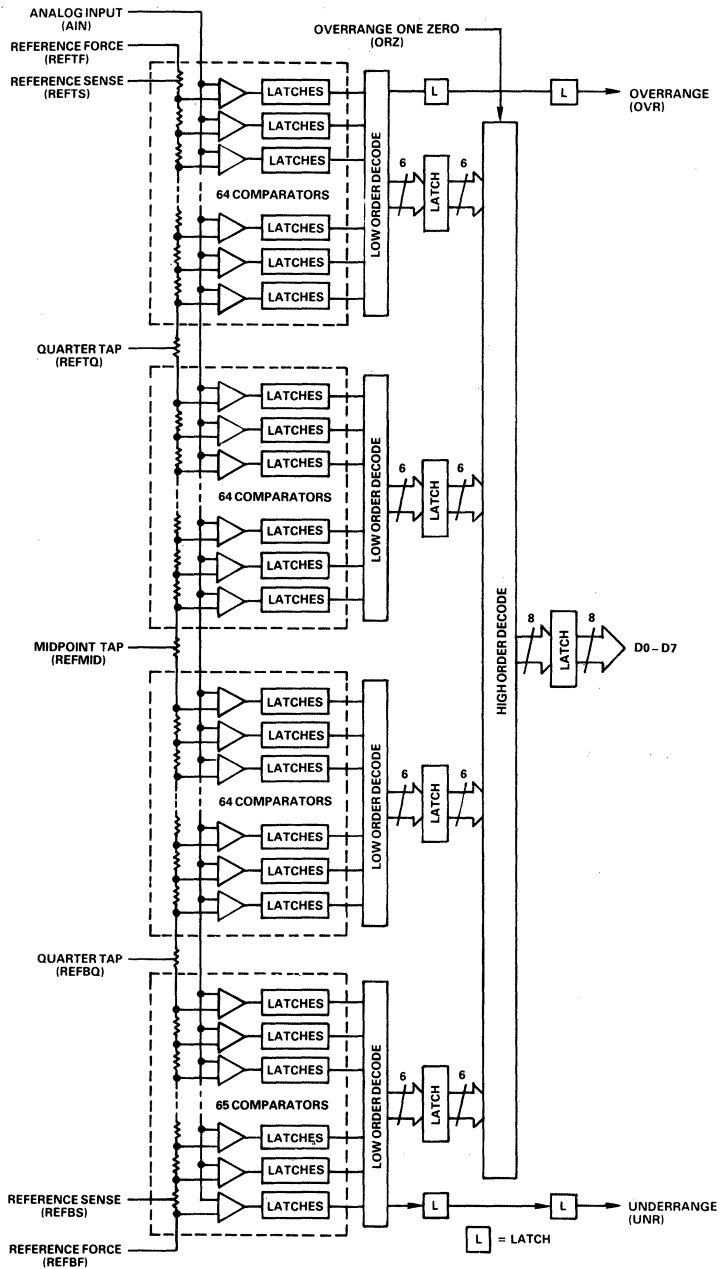 ANALOG INPUT
(AIN)
REFERENCE FORCE
(REFTF)
REFERENCE SENSE
(REFTS)
OVERRANGE ONE ZERO
(ORZ)
LATCHES
LATCHES
LATCHES
64 COMPARATORS
LATCHES
LATCHES
LATCHES
LOW ORDER DECODE
L
L
OVERRANGE
(OVR)
6
LATCH
6
QUARTER TAP
(REFTQ)
LATCHES
LATCHES
LATCHES
64 COMPARATORS
LATCHES
LATCHES
LATCHES
LOW ORDER DECODE
6
LATCH
6
HIGH ORDER DECODE
8
LATCH
8
D0–D7
MIDPOINT TAP
(REFMID)
LATCHES
LATCHES
LATCHES
64 COMPARATORS
LATCHES
LATCHES
LATCHES
LOW ORDER DECODE
6
LATCH
6
QUARTER TAP
(REFBQ)
LATCHES
LATCHES
LATCHES
65 COMPARATORS
LATCHES
LATCHES
LATCHES
LOW ORDER DECODE
6
LATCH
6
REFERENCE SENSE
(REFBS)
REFERENCE FORCE
(REFBF)
L
L
UNDERRANGE
(UNR)
L = LATCH